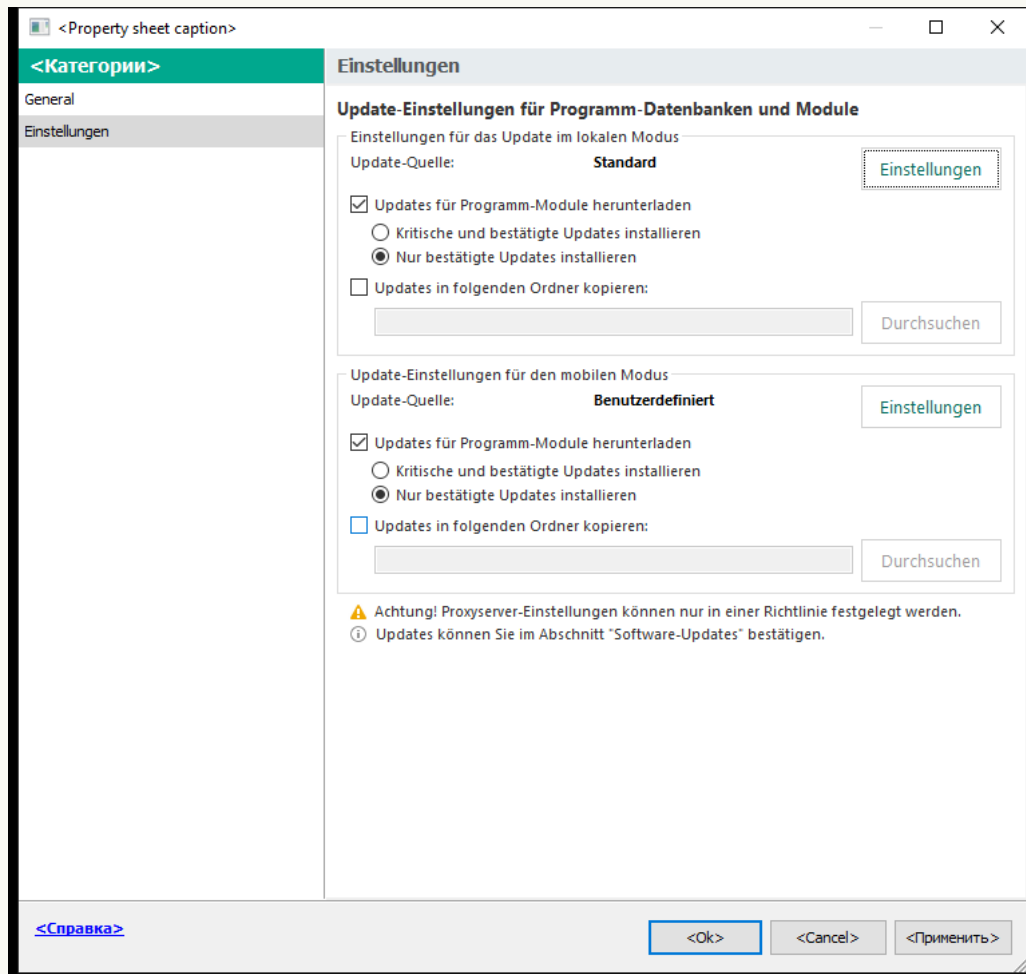 <Property sheet caption>
<Категории>
General
Einstellungen
Einstellungen
Update-Einstellungen für Programm-Datenbanken und Module
Einstellungen für das Update im lokalen Modus
Update-Quelle: Standard Einstellungen
Updates für Programm-Module herunterladen
Kritische und bestätigte Updates installieren
Nur bestätigte Updates installieren
Updates in folgenden Ordner kopieren:
Durchsuchen
Update-Einstellungen für den mobilen Modus
Update-Quelle: Benutzerdefiniert Einstellungen
Updates für Programm-Module herunterladen
Kritische und bestätigte Updates installieren
Nur bestätigte Updates installieren
Updates in folgenden Ordner kopieren:
Durchsuchen
Achtung! Proxyserver-Einstellungen können nur in einer Richtlinie festgelegt werden.
Updates können Sie im Abschnitt "Software-Updates" bestätigen.
<Справка>
<Ok> <Cancel> <Применить>